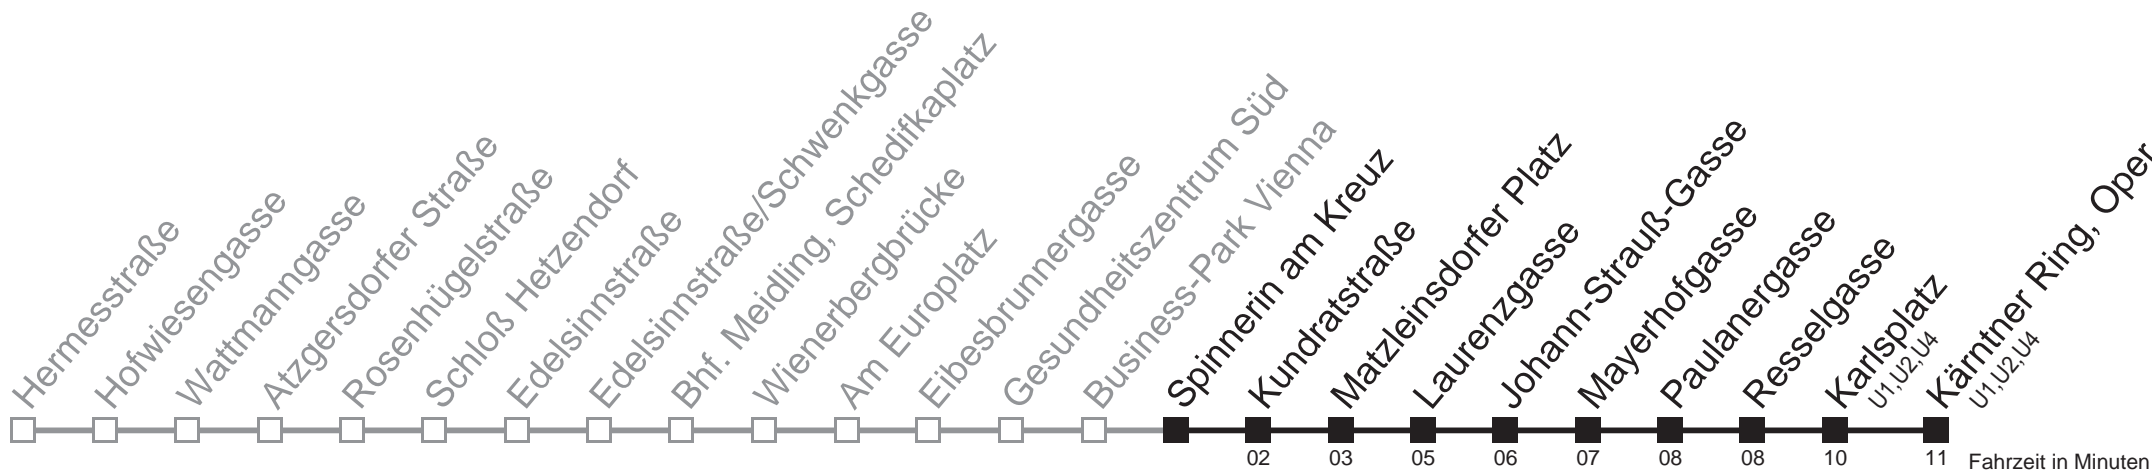 Hermesstraße
Hofwiesengasse
Wattmanngasse
Atzgersdorfer Straße
Rosenhügelstraße
Schloß Hetzendorf
Edelsinnstraße
Edelsinnstraße/Schwenkgasse
Bhf. Meidling, Schedifkaplatz
Wienerbergbrücke
Am Europlatz
Eibesbrunnergasse
Gesundheitszentrum Süd
Business-Park Vienna
Spinnerin am Kreuz
Kundratstraße
Matzleinsdorfer Platz
Laurenzgasse
Johann-Strauß-Gasse
Mayerhofgasse
Paulanergasse
Resselgasse
Karlsplatz
U1,U2,U4
Kärntner Ring, Oper
U1,U2,U4
02 03 05 06 07 08 08 10 11 Fahrzeit in Minuten